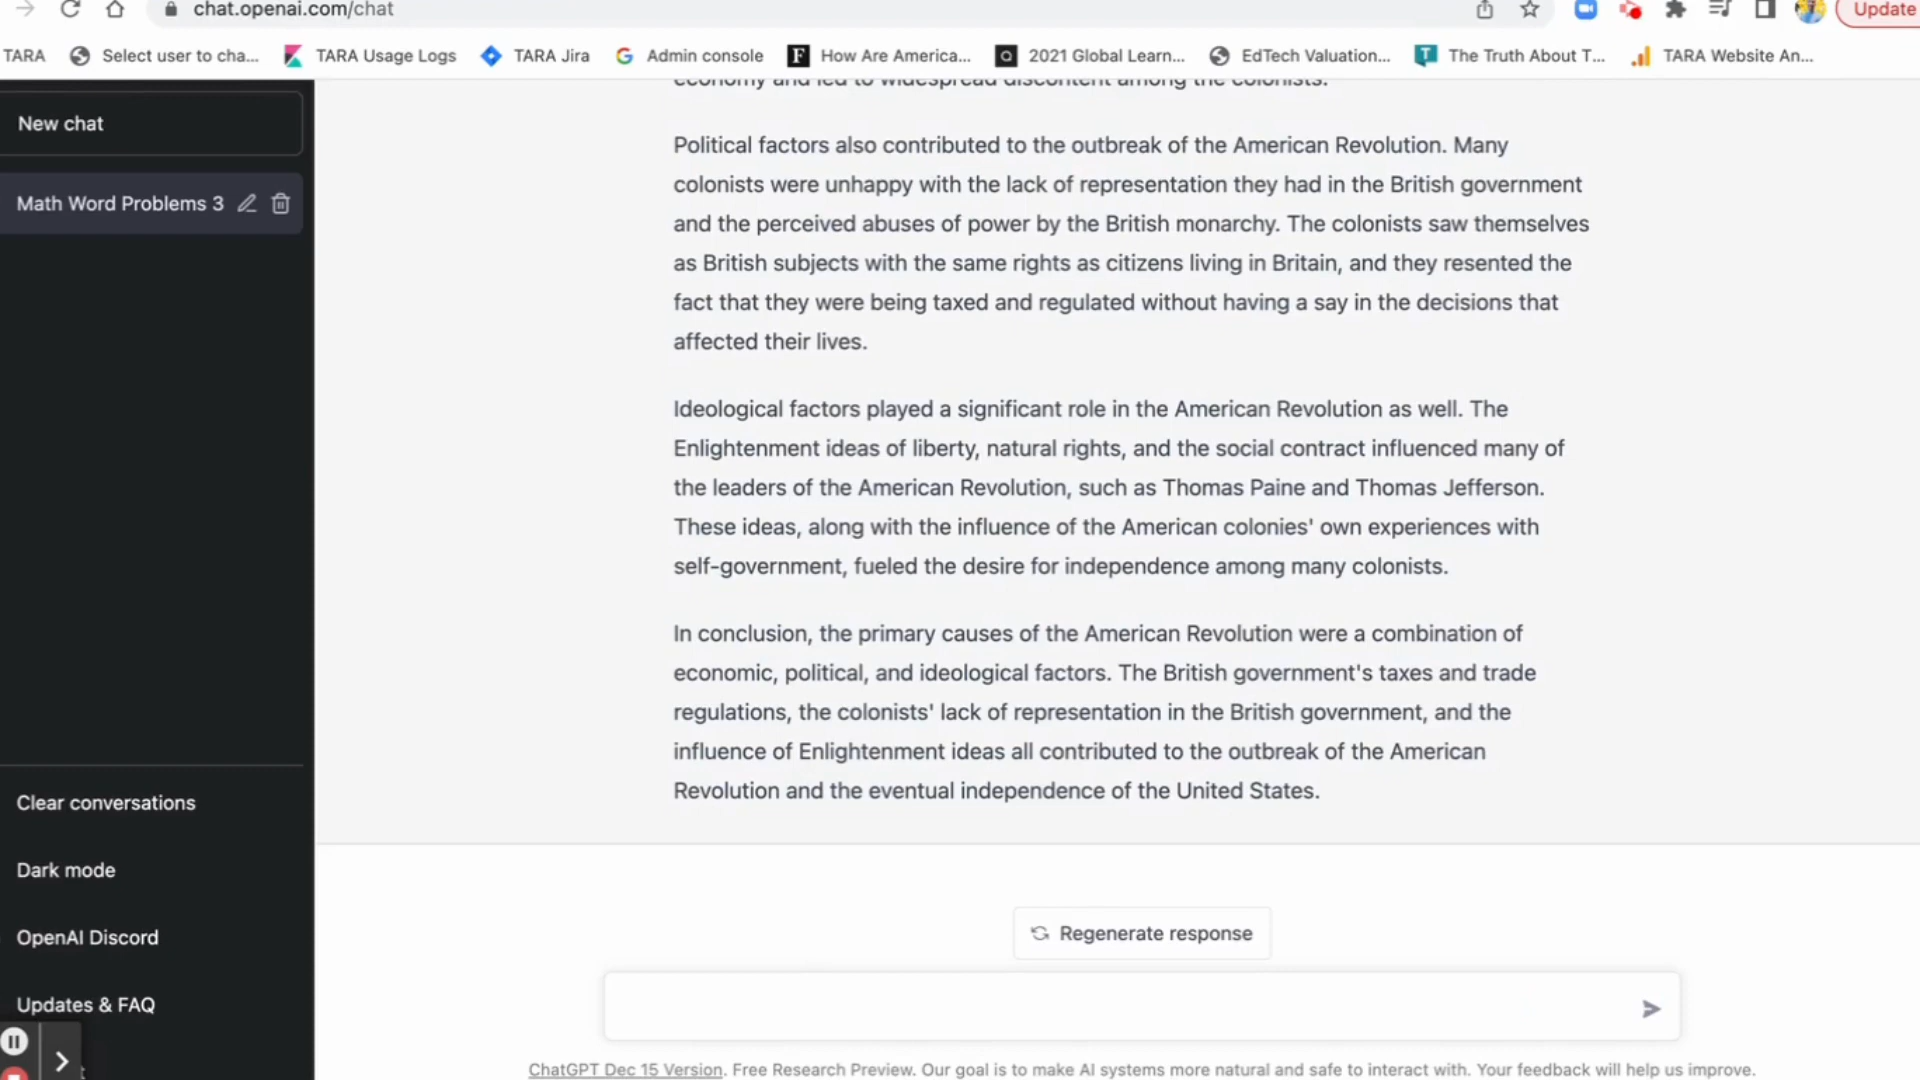 chat.openai.com/chat
Update
TARA
Select user to cha...
TARA Usage Logs
TARA Jira
Admin console
How Are America...
2021 Global Learn...
EdTech Valuation...
The Truth About T...
TARA Website An...
New chat
Math Word Problems 3
economy and led to widespread discontent among the colonists.
Political factors also contributed to the outbreak of the American Revolution. Many
colonists were unhappy with the lack of representation they had in the British government
and the perceived abuses of power by the British monarchy. The colonists saw themselves
as British subjects with the same rights as citizens living in Britain, and they resented the
fact that they were being taxed and regulated without having a say in the decisions that
affected their lives.
Ideological factors played a significant role in the American Revolution as well. The
Enlightenment ideas of liberty, natural rights, and the social contract influenced many of
the leaders of the American Revolution, such as Thomas Paine and Thomas Jefferson.
These ideas, along with the influence of the American colonies' own experiences with
self-government, fueled the desire for independence among many colonists.
In conclusion, the primary causes of the American Revolution were a combination of
economic, political, and ideological factors. The British government's taxes and trade
regulations, the colonists' lack of representation in the British government, and the
influence of Enlightenment ideas all contributed to the outbreak of the American
Revolution and the eventual independence of the United States.
Clear conversations
Dark mode
OpenAI Discord
Updates & FAQ
Regenerate response
ChatGPT Dec 15 Version. Free Research Preview. Our goal is to make AI systems more natural and safe to interact with. Your feedback will help us improve.